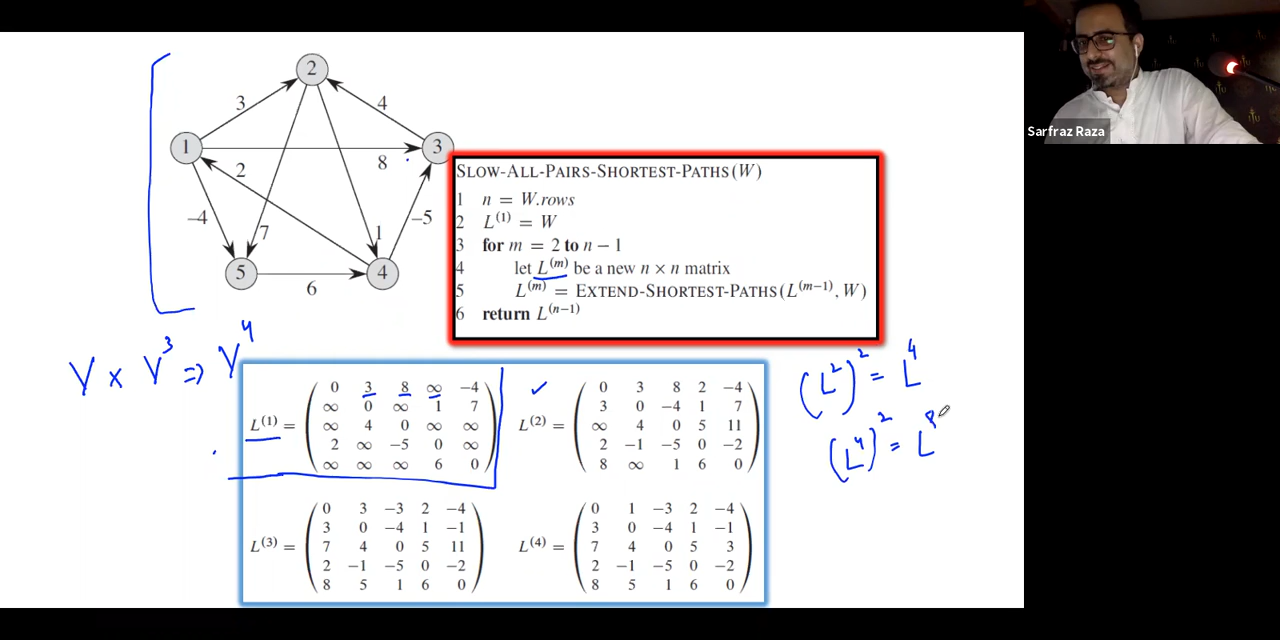 2
3
4
1
8
3
2
-4
7
1
-5
5
6
4
SLOW-ALL-PAIRS-SHORTEST-PATHS(W)
1 n = W.rows
2 L^(1) = W
3 for m = 2 to n − 1
4 let L^(m) be a new n × n matrix
5 L^(m) = EXTEND-SHORTEST-PATHS(L^(m−1), W)
6 return L^(n−1)
V × V^3 ⇒ V^4
L^(1) =
0 3 8 ∞ −4
∞ 0 ∞ 1 7
∞ 4 0 ∞ ∞
2 ∞ −5 0 ∞
∞ ∞ ∞ 6 0
✓
L^(2) =
0 3 8 2 −4
3 0 −4 1 7
∞ 4 0 5 11
2 −1 −5 0 −2
8 ∞ 1 6 0
(L^2)^2 = L^4
(L^4)^2 = L^8
L^(3) =
0 3 −3 2 −4
3 0 −4 1 −1
7 4 0 5 11
2 −1 −5 0 −2
8 5 1 6 0
L^(4) =
0 1 −3 2 −4
3 0 −4 1 −1
7 4 0 5 3
2 −1 −5 0 −2
8 5 1 6 0
Sarfraz Raza